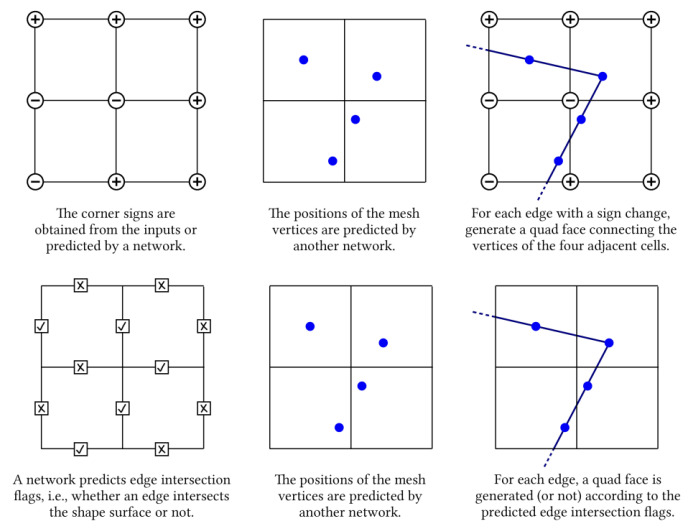 + + +
− − +
− + +
The corner signs are
obtained from the inputs or
predicted by a network.
The positions of the mesh
vertices are predicted by
another network.
+ + +
− − +
− + +
For each edge with a sign change,
generate a quad face connecting the
vertices of the four adjacent cells.
X X
✓ ✓ X
X ✓
X ✓ X
✓ X
A network predicts edge intersection
flags, i.e., whether an edge intersects
the shape surface or not.
The positions of the mesh
vertices are predicted by
another network.
For each edge, a quad face is
generated (or not) according to the
predicted edge intersection flags.